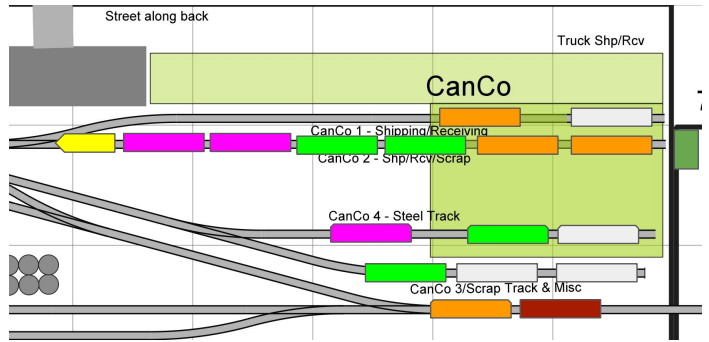 Street along back
Truck Shp/Rcv
CanCo
CanCo 1 - Shipping/Receiving
CanCo 2 - Shp/Rcv/Scrap
CanCo 4 - Steel Track
CanCo 3/Scrap Track & Misc